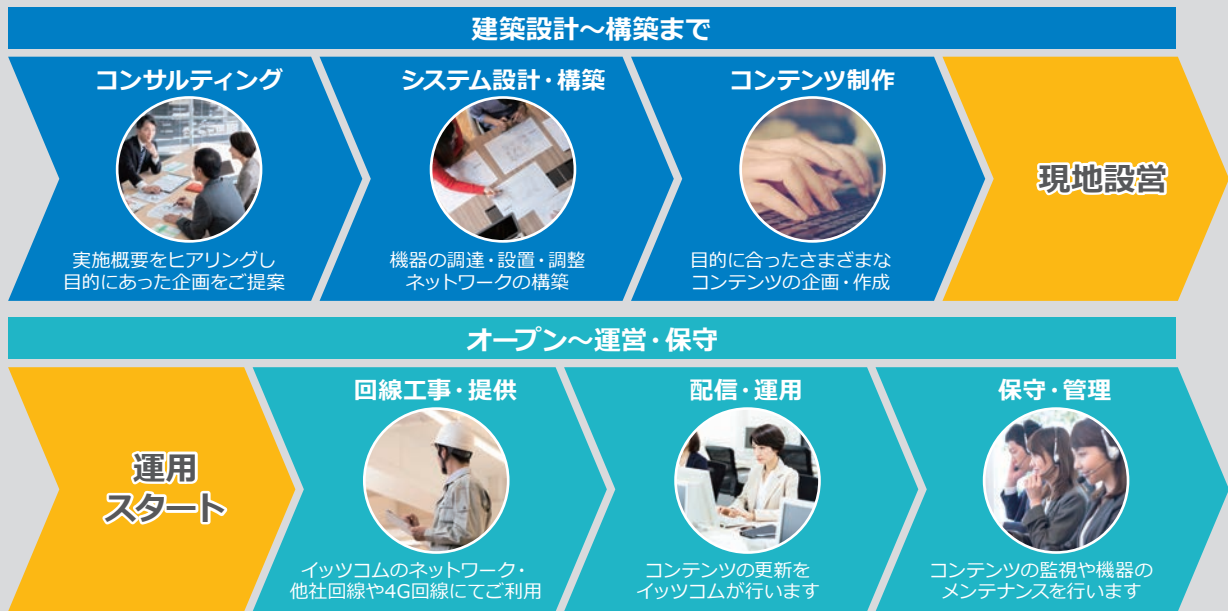 建築設計～構築まで
コンサルティング
実施概要をヒアリングし
目的にあった企画をご提案
システム設計・構築
機器の調達・設置・調整
ネットワークの構築
コンテンツ制作
目的に合ったさまざまな
コンテンツの企画・作成
現地設営
オープン～運営・保守
運用
スタート
回線工事・提供
イッツコムのネットワーク・
他社回線や4G回線にてご利用
配信・運用
コンテンツの更新を
イッツコムが行います
保守・管理
コンテンツの監視や機器の
メンテナンスを行います